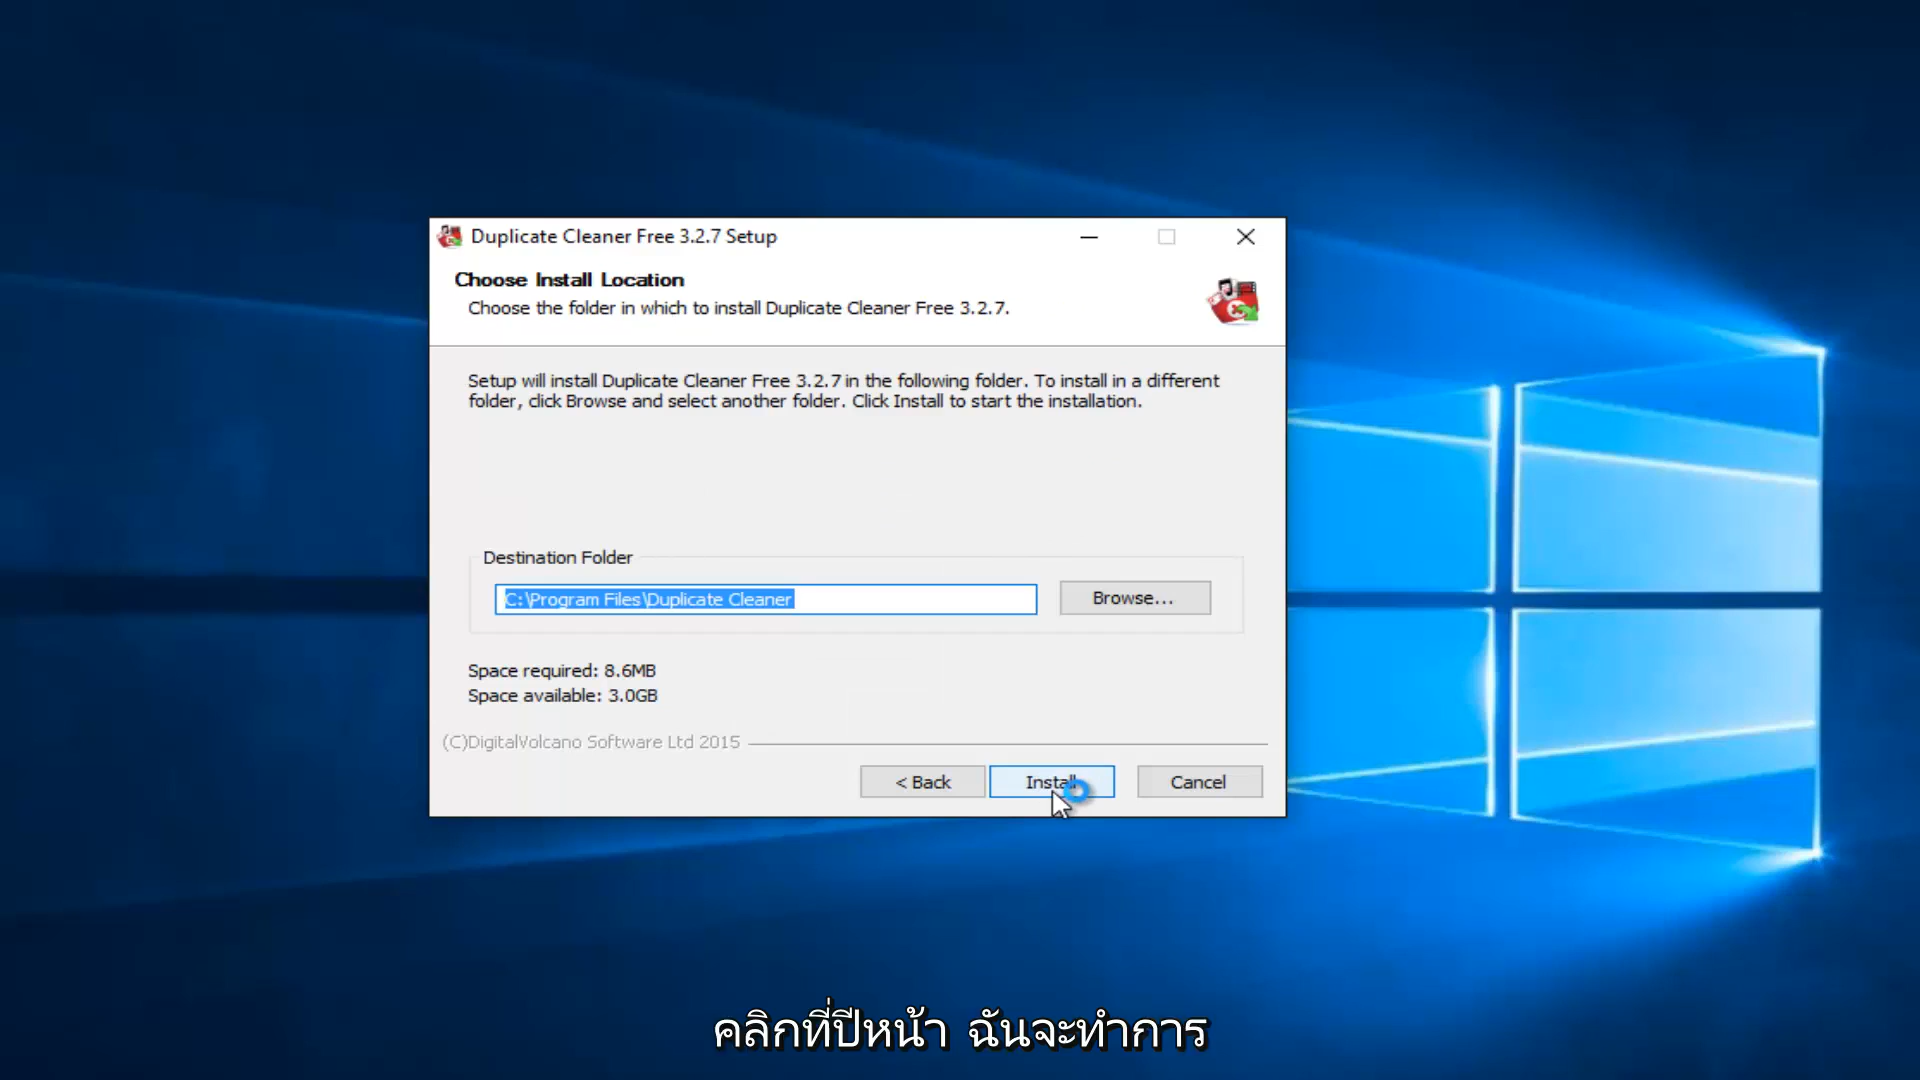 Duplicate Cleaner Free 3.2.7 Setup
Choose Install Location
Choose the folder in which to install Duplicate Cleaner Free 3.2.7.
Setup will install Duplicate Cleaner Free 3.2.7 in the following folder. To install in a different
folder, click Browse and select another folder. Click Install to start the installation.
Destination Folder
C:\Program Files\Duplicate Cleaner
Browse...
Space required: 8.6MB
Space available: 3.0GB
(C)DigitalVolcano Software Ltd 2015
< Back
Install
Cancel
คลิกที่ปีหน้า ฉันจะทำการ